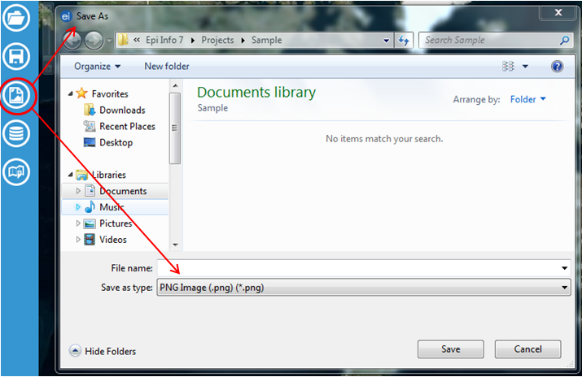 ei Save As
« Epi Info 7 ▸ Projects ▸ Sample
Search Sample
Organize
New folder
Favorites
Downloads
Recent Places
Desktop
Libraries
Documents
Music
Pictures
Videos
Documents library
Sample
Arrange by: Folder
No items match your search.
File name:
Save as type: PNG Image (.png) (*.png)
Hide Folders
Save
Cancel